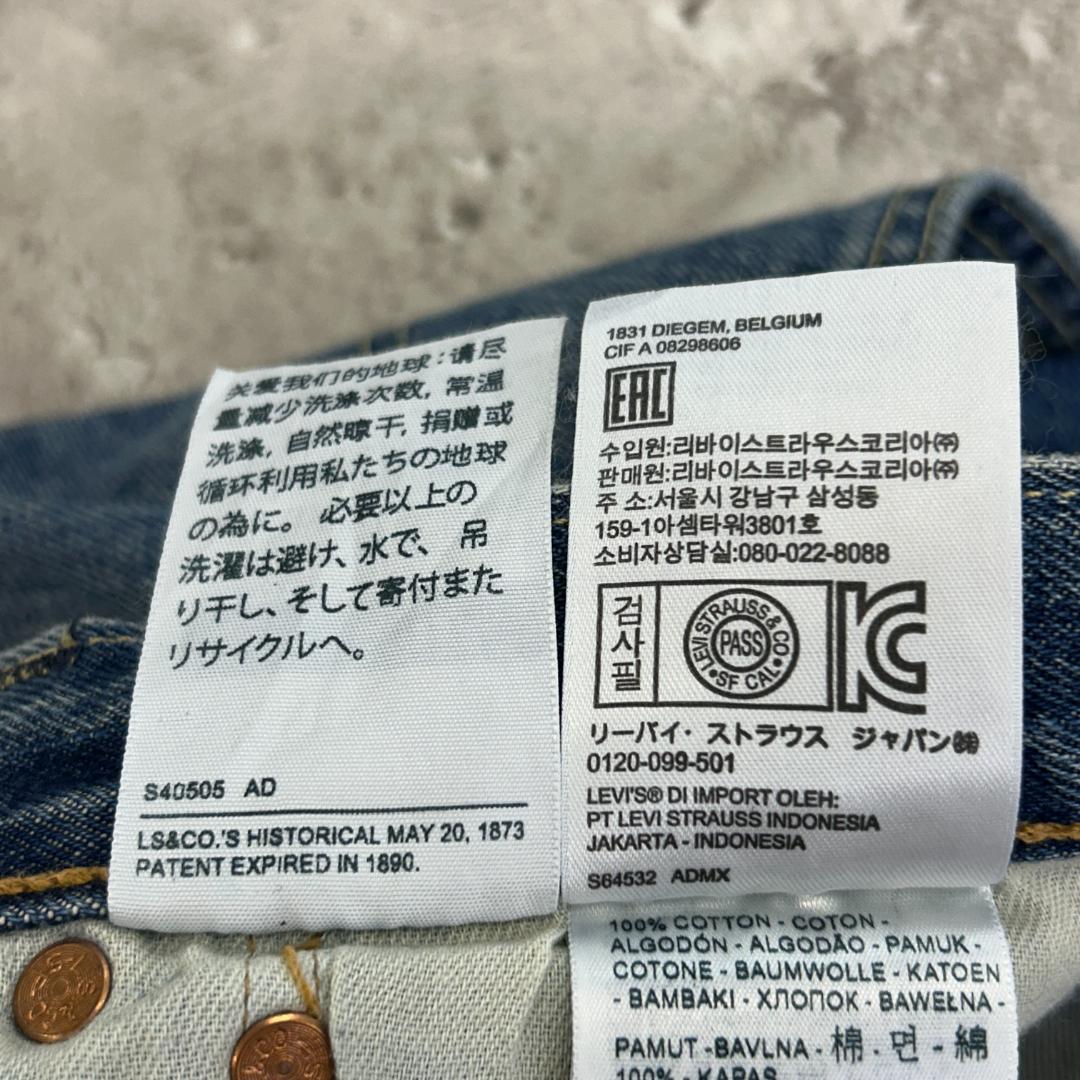 关爱我们的地球:请尽
量减少洗涤次数,常温
洗涤,自然晾干,捐赠或
循环利用私たちの地球
の為に。必要以上の
洗濯は避け、水で、吊
り干し、そして寄付また
リサイクルへ。
S40505 AD
LS&CO.'S HISTORICAL MAY 20, 1873
PATENT EXPIRED IN 1890.
1831 DIEGEM, BELGIUM
CIF A 08298606
EAC
수입원:리바이스트라우스코리아㈜
판매원:리바이스트라우스코리아㈜
주 소:서울시 강남구 삼성동
159-1아셈타워3801호
소비자상담실:080-022-8088
검사필
LEVI STRAUSS & CO
PASS
SF CAL
KC
リーバイ・ストラウス ジャパン㈱
0120-099-501
LEVI'S® DI IMPORT OLEH:
PT LEVI STRAUSS INDONESIA
JAKARTA - INDONESIA
S64532 ADMX
100% COTTON - COTON -
ALGODÓN - ALGODÃO - PAMUK -
COTONE - BAUMWOLLE - KATOEN
- BAMBAKI - ХЛОПОК - BAWEŁNA -
PAMUT -BAVLNA - 棉 . 면 - 綿
100% - KAPAS